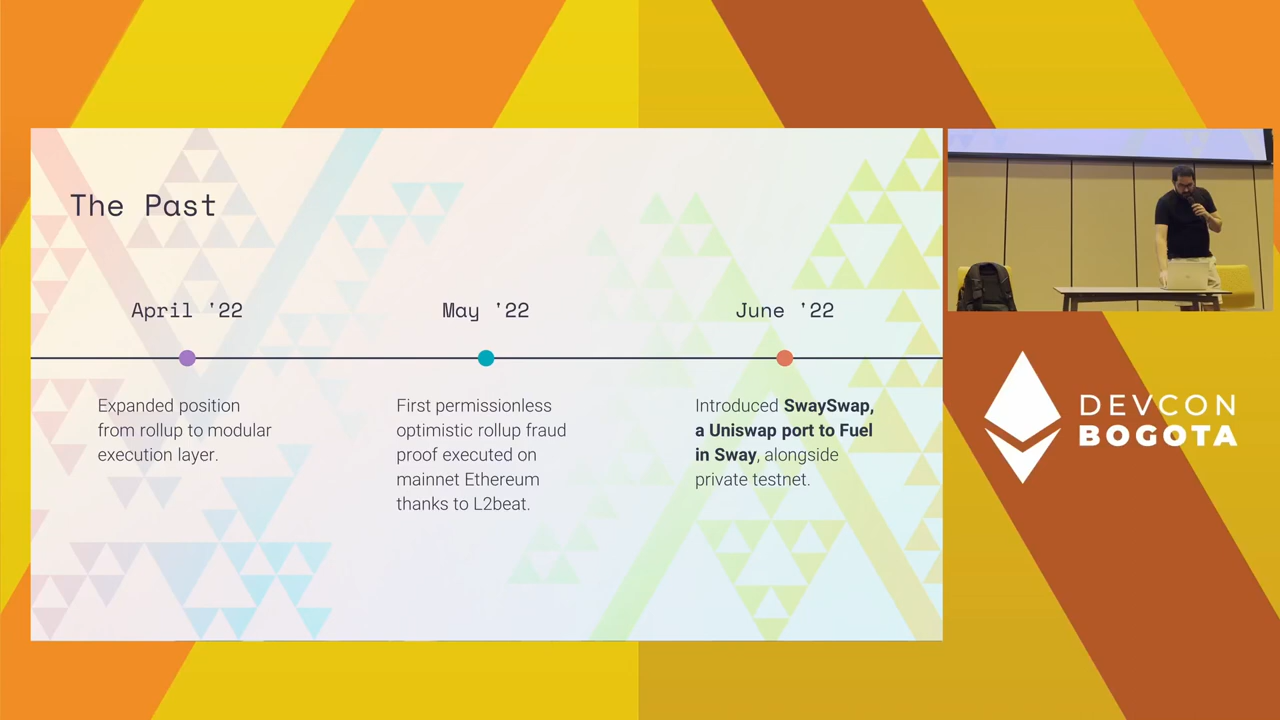 The Past
April '22
May '22
June '22
Expanded position
from rollup to modular
execution layer.
First permissionless
optimistic rollup fraud
proof executed on
mainnet Ethereum
thanks to L2beat.
Introduced SwaySwap,
a Uniswap port to Fuel
in Sway, alongside
private testnet.
DEVCON
BOGOTA